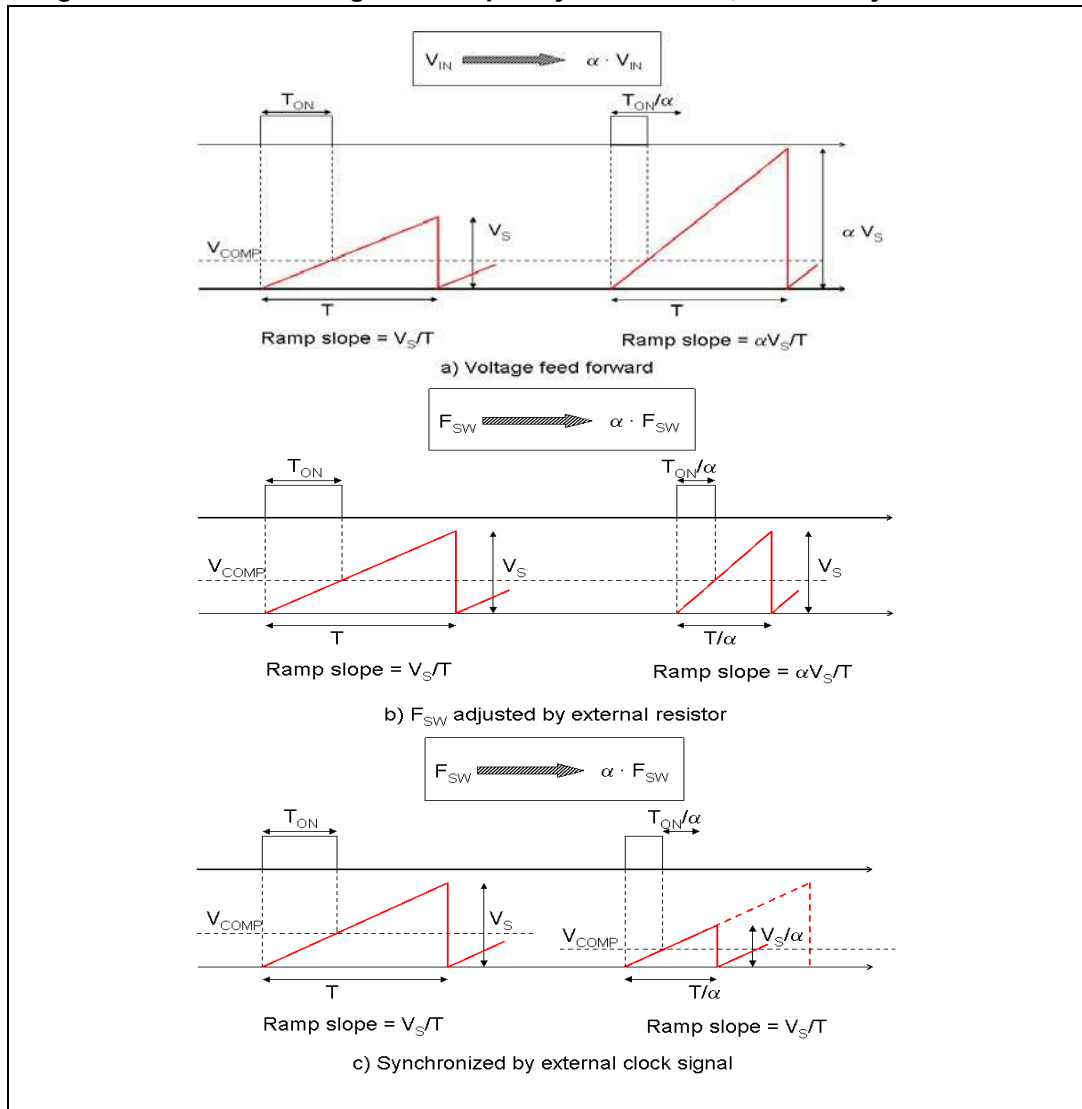 V_IN α · V_IN
T_ON T_ON/α
V_COMP V_S α V_S
T T
Ramp slope = V_S/T Ramp slope = αV_S/T
a) Voltage feed forward
F_SW α · F_SW
T_ON T_ON/α
V_COMP V_S V_S
T T/α
Ramp slope = V_S/T Ramp slope = αV_S/T
b) F_SW adjusted by external resistor
F_SW α · F_SW
T_ON T_ON/α
V_COMP V_S V_COMP V_S/α
T T/α
Ramp slope = V_S/T Ramp slope = V_S/T
c) Synchronized by external clock signal